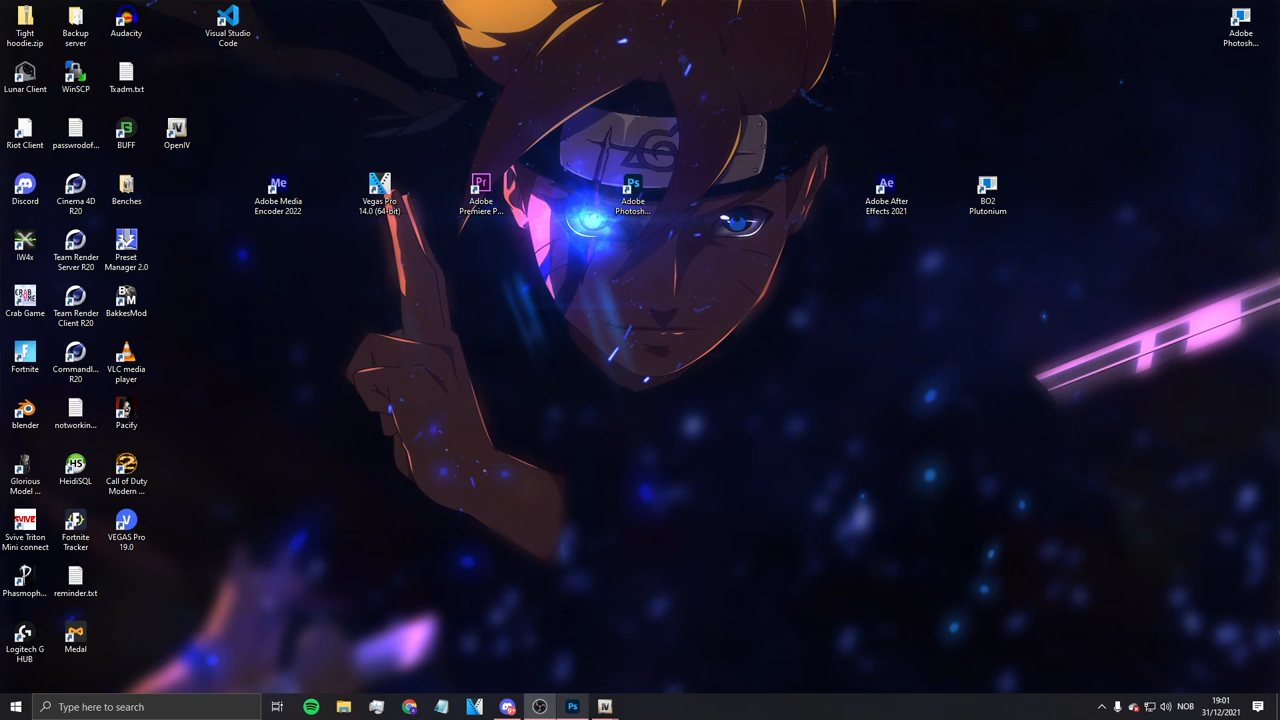 Tight
hoodie.zip
Backup
server
Audacity
Visual Studio
Code
Adobe
Photosh...
Lunar Client
WinSCP
Txadm.txt
Riot Client
passwrodof...
BUFF
OpenIV
Discord
Cinema 4D
R20
Benches
Adobe Media
Encoder 2022
Vegas Pro
14.0 (64-bit)
Adobe
Premiere P...
Adobe
Photosh...
Adobe After
Effects 2021
BO2
Plutonium
IW4x
Team Render
Server R20
Preset
Manager 2.0
Crab Game
Team Render
Client R20
BakkesMod
Fortnite
Commandl...
R20
VLC media
player
blender
notworkin...
Pacify
Glorious
Model ...
HeidiSQL
Call of Duty
Modern ...
Svive Triton
Mini connect
Fortnite
Tracker
VEGAS Pro
19.0
Phasmoph...
reminder.txt
Logitech G
HUB
Medal
Type here to search
NOB
19:01
31/12/2021